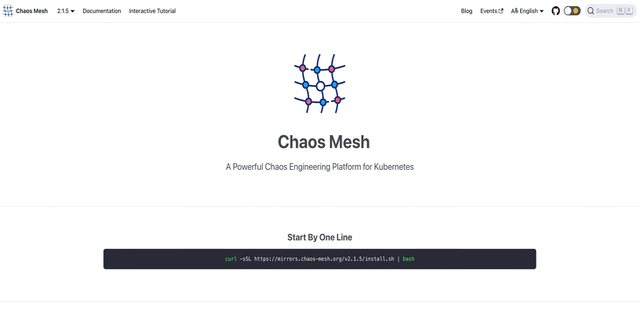 Chaos Mesh 2.1.5 Documentation Interactive Tutorial Blog Events English Search ⌘ K
Chaos Mesh
A Powerful Chaos Engineering Platform for Kubernetes
Start By One Line
curl -sSL https://mirrors.chaos-mesh.org/v2.1.5/install.sh | bash